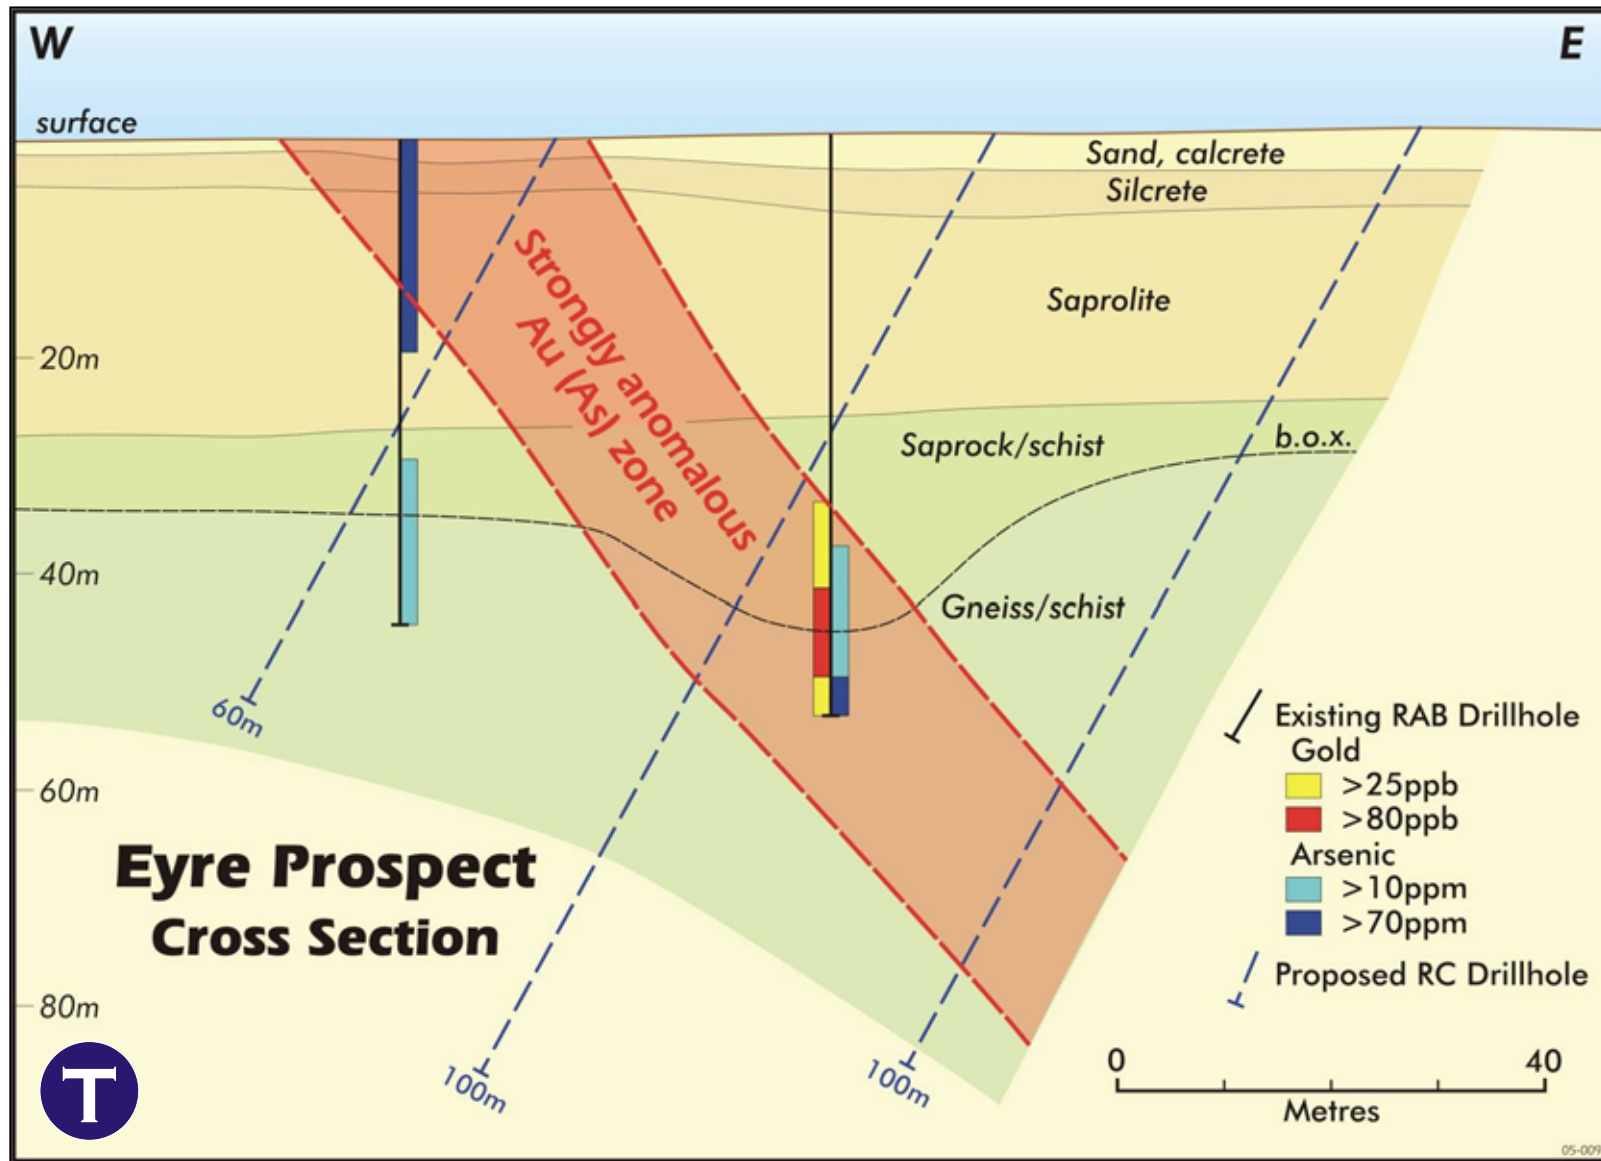 W
E
surface
Sand, calcrete
Silcrete
Saprolite
20m
Strongly anomalous
Au (As) zone
Saprock/schist
b.o.x.
40m
Gneiss/schist
60m
Existing RAB Drillhole
Gold
>25ppb
>80ppb
Arsenic
>10ppm
>70ppm
Proposed RC Drillhole
60m
Eyre Prospect
Cross Section
80m
T
100m
100m
0
40
Metres
05-009